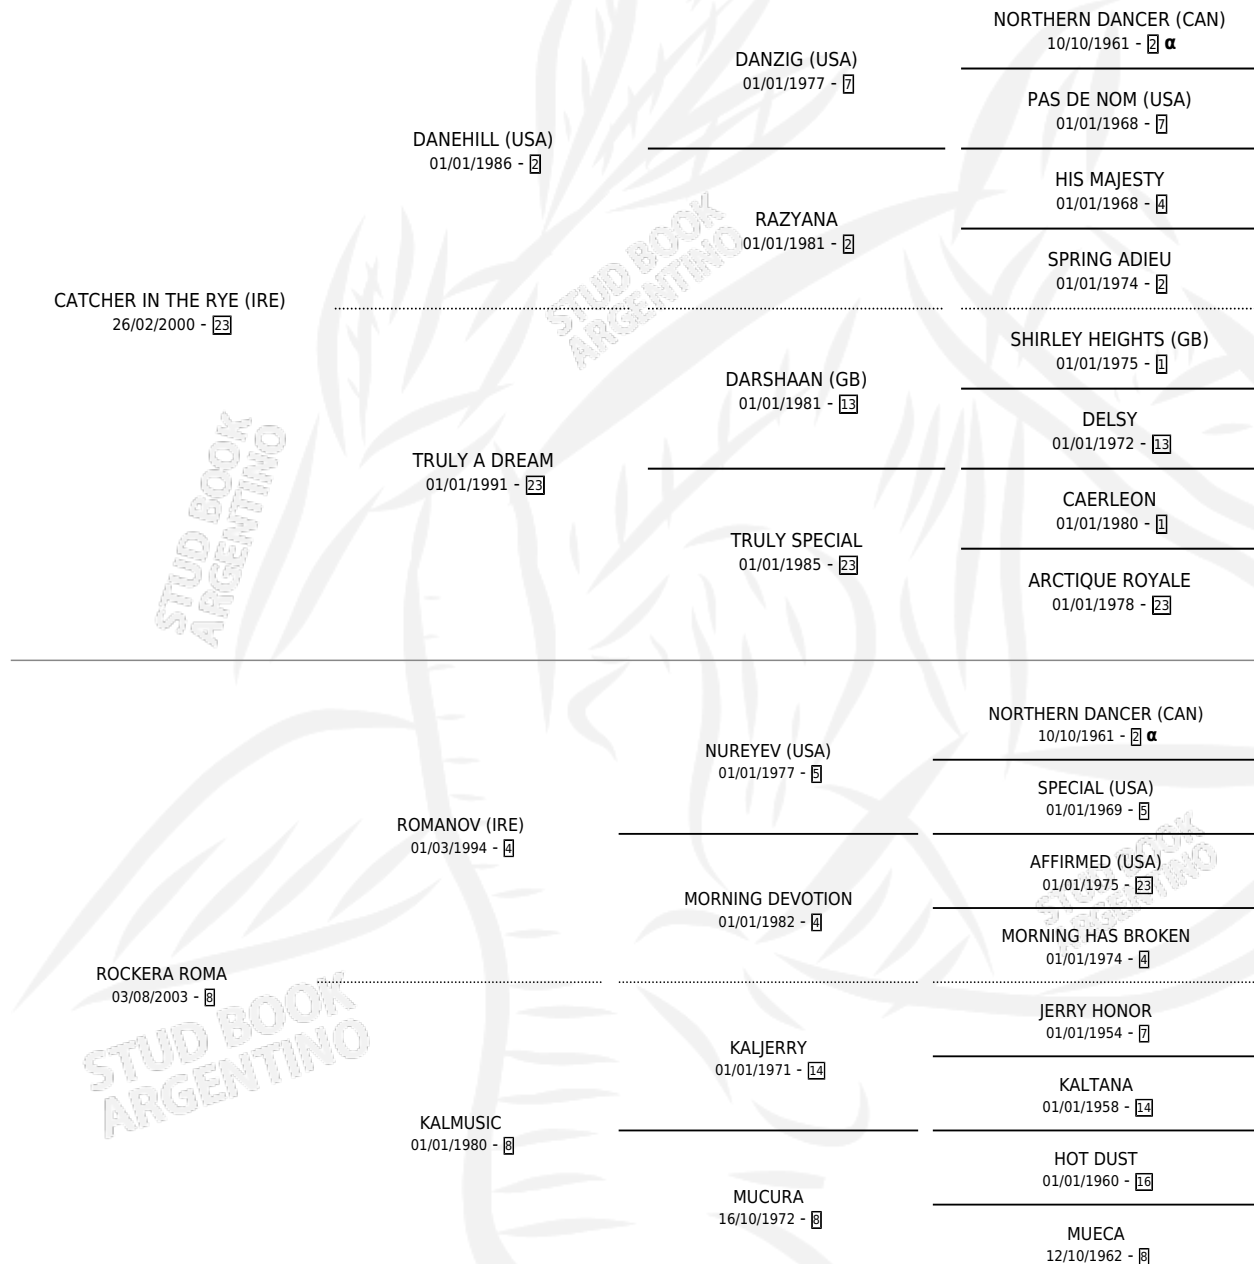 NORTHERN DANCER (CAN)
10/10/1961 - 2 α
DANZIG (USA)
01/01/1977 - 7
PAS DE NOM (USA)
01/01/1968 - 7
DANEHILL (USA)
01/01/1986 - 2
HIS MAJESTY
01/01/1968 - 4
RAZYANA
01/01/1981 - 2
SPRING ADIEU
01/01/1974 - 2
STUD BOOK
ARGENTINO
CATCHER IN THE RYE (IRE)
26/02/2000 - 23
SHIRLEY HEIGHTS (GB)
01/01/1975 - 1
DARSHAAN (GB)
01/01/1981 - 13
DELSY
01/01/1972 - 13
TRULY A DREAM
01/01/1991 - 23
CAERLEON
01/01/1980 - 1
TRULY SPECIAL
01/01/1985 - 23
ARCTIQUE ROYALE
01/01/1978 - 23
STUD BOOK
ARGENTINO
NORTHERN DANCER (CAN)
10/10/1961 - 2 α
NUREYEV (USA)
01/01/1977 - 5
SPECIAL (USA)
01/01/1969 - 5
ROMANOV (IRE)
01/03/1994 - 4
AFFIRMED (USA)
01/01/1975 - 23
STUD BOOK
ARGENTINO
MORNING DEVOTION
01/01/1982 - 4
MORNING HAS BROKEN
01/01/1974 - 4
ROCKERA ROMA
03/08/2003 - 8
STUD BOOK
ARGENTINO
JERRY HONOR
01/01/1954 - 7
KALJERRY
01/01/1971 - 14
KALTANA
01/01/1958 - 14
KALMUSIC
01/01/1980 - 8
HOT DUST
01/01/1960 - 16
MUCURA
16/10/1972 - 8
MUECA
12/10/1962 - 8